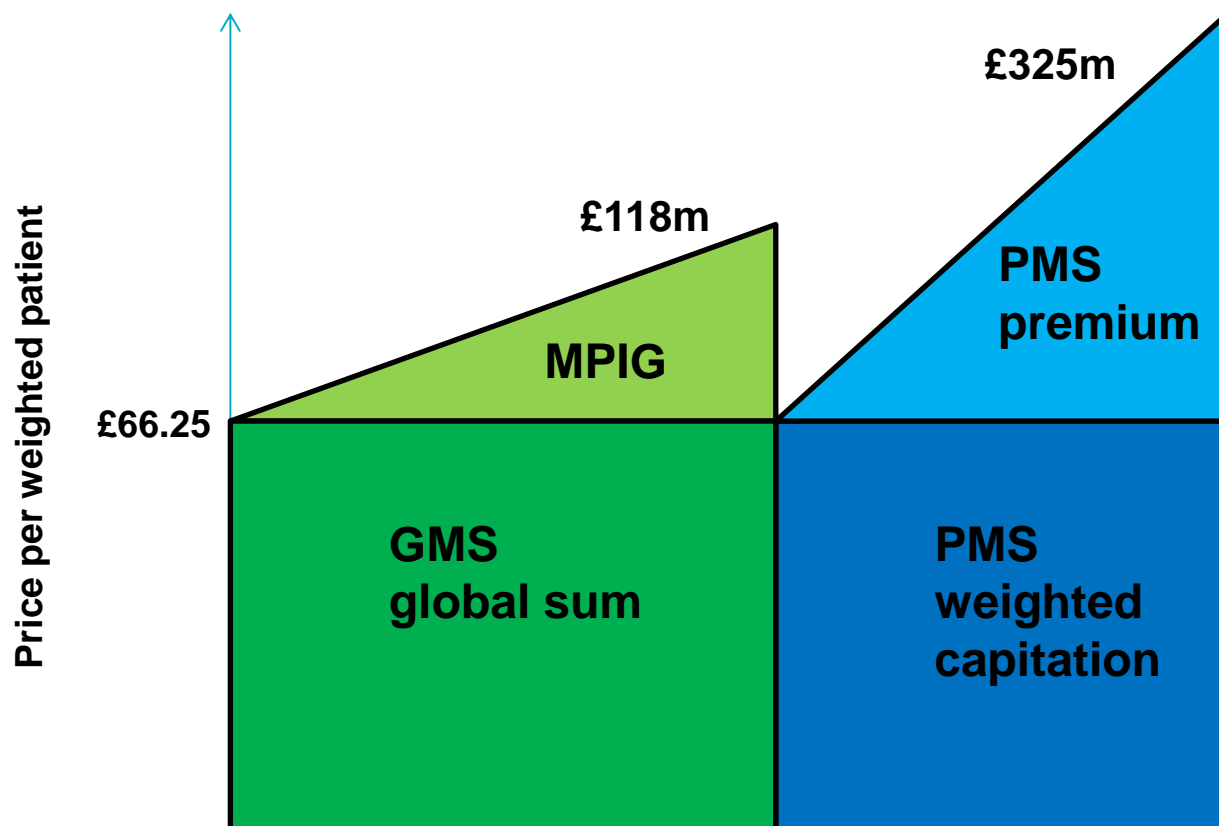 £325m
£118m
PMS
premium
MPIG
£66.25
Price per weighted patient
GMS
global sum
PMS
weighted
capitation